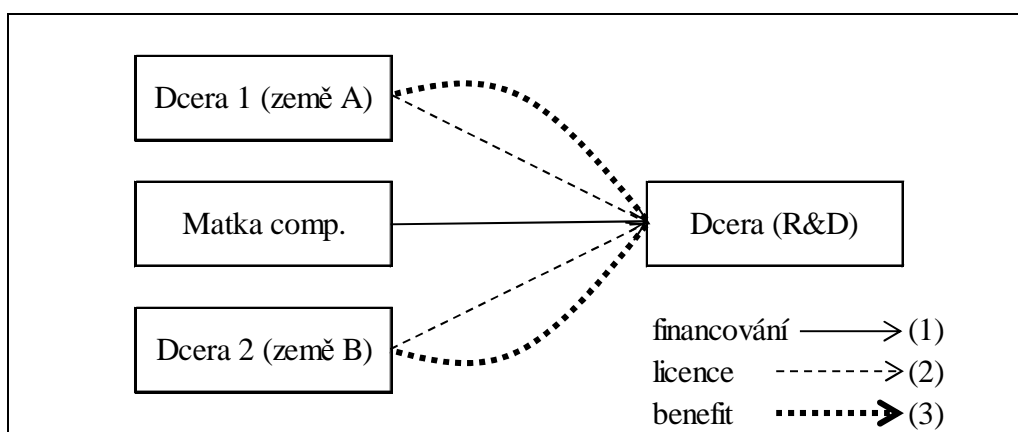 Dcera 1 (země A)
Matka comp.
Dcera (R&D)
Dcera 2 (země B)
financování (1)
licence (2)
benefit (3)